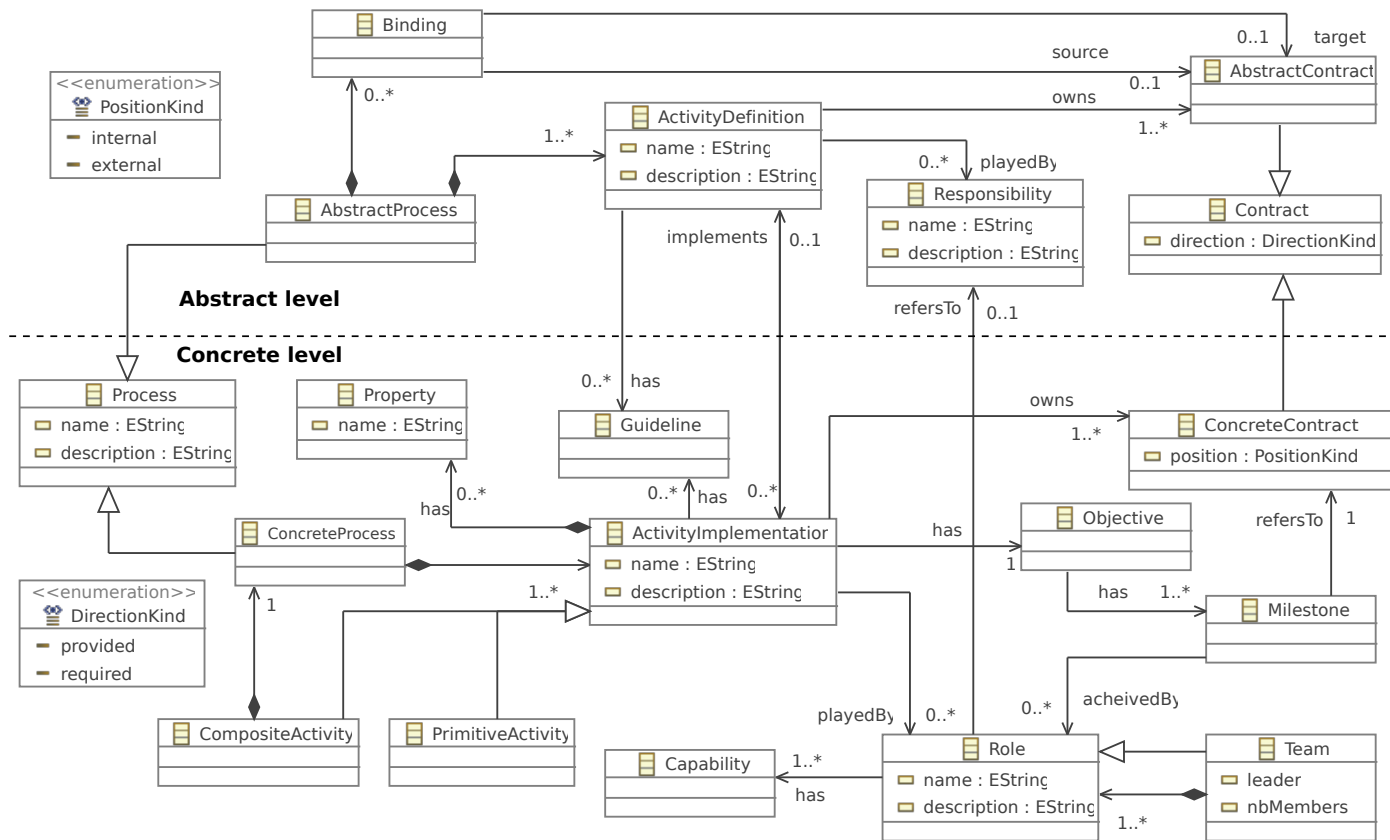 Binding
0..1
target
source
0..1
AbstractContract
<<enumeration>>
PositionKind
internal
external
0..*
ActivityDefinition
name : EString
description : EString
owns
1..*
1..*
0..*
playedBy
AbstractProcess
Responsibility
name : EString
description : EString
Contract
direction : DirectionKind
implements
0..1
Abstract level
refersTo
0..1
Concrete level
Process
name : EString
description : EString
Property
name : EString
0..*
has
Guideline
owns
1..*
ConcreteContract
position : PositionKind
has
0..*
0..*
has
0..*
ConcreteProcess
ActivityImplementation
name : EString
description : EString
has
1
Objective
refersTo
1
<<enumeration>>
DirectionKind
provided
required
1
1..*
has
1..*
Milestone
CompositeActivity
PrimitiveActivity
playedBy
0..*
0..*
acheivedBy
Capability
1..*
has
Role
name : EString
description : EString
Team
leader
nbMembers
1..*